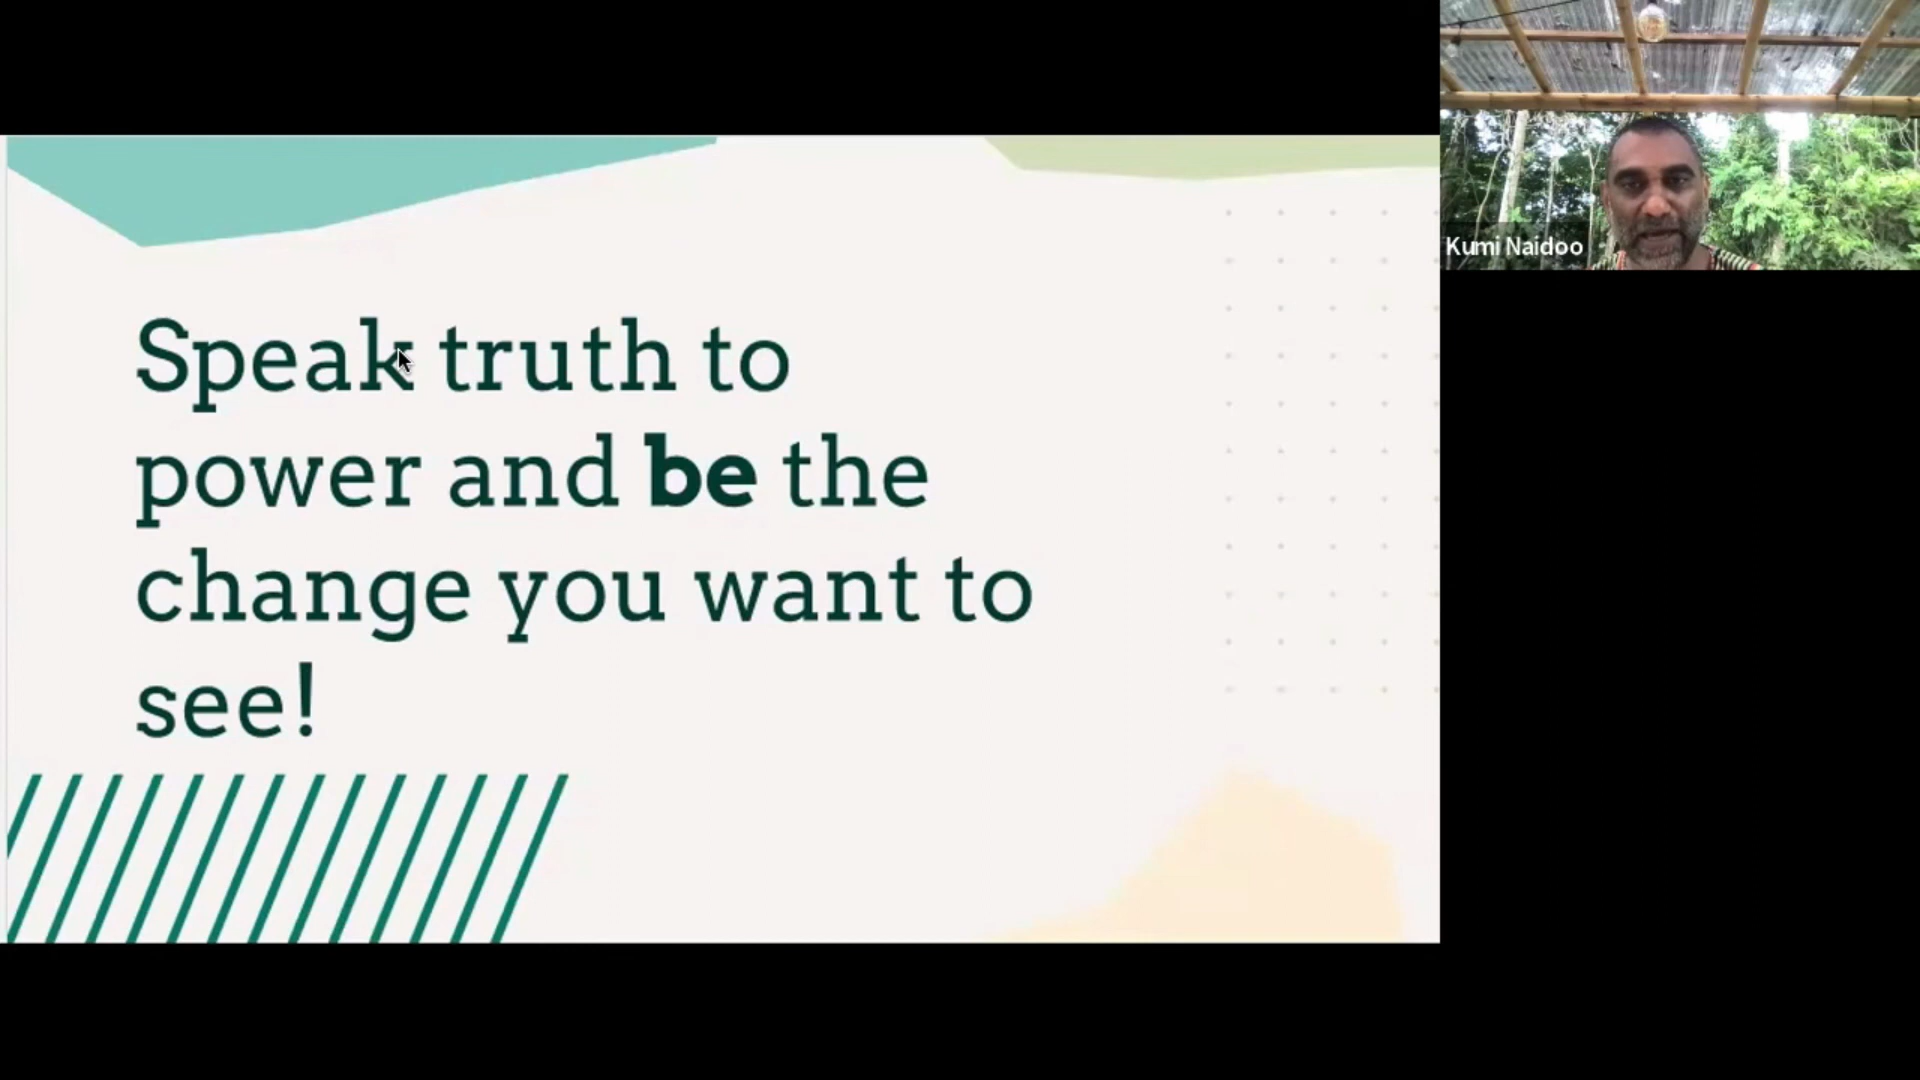 Speak truth to
power and be the
change you want to
see!
Kumi Naidoo